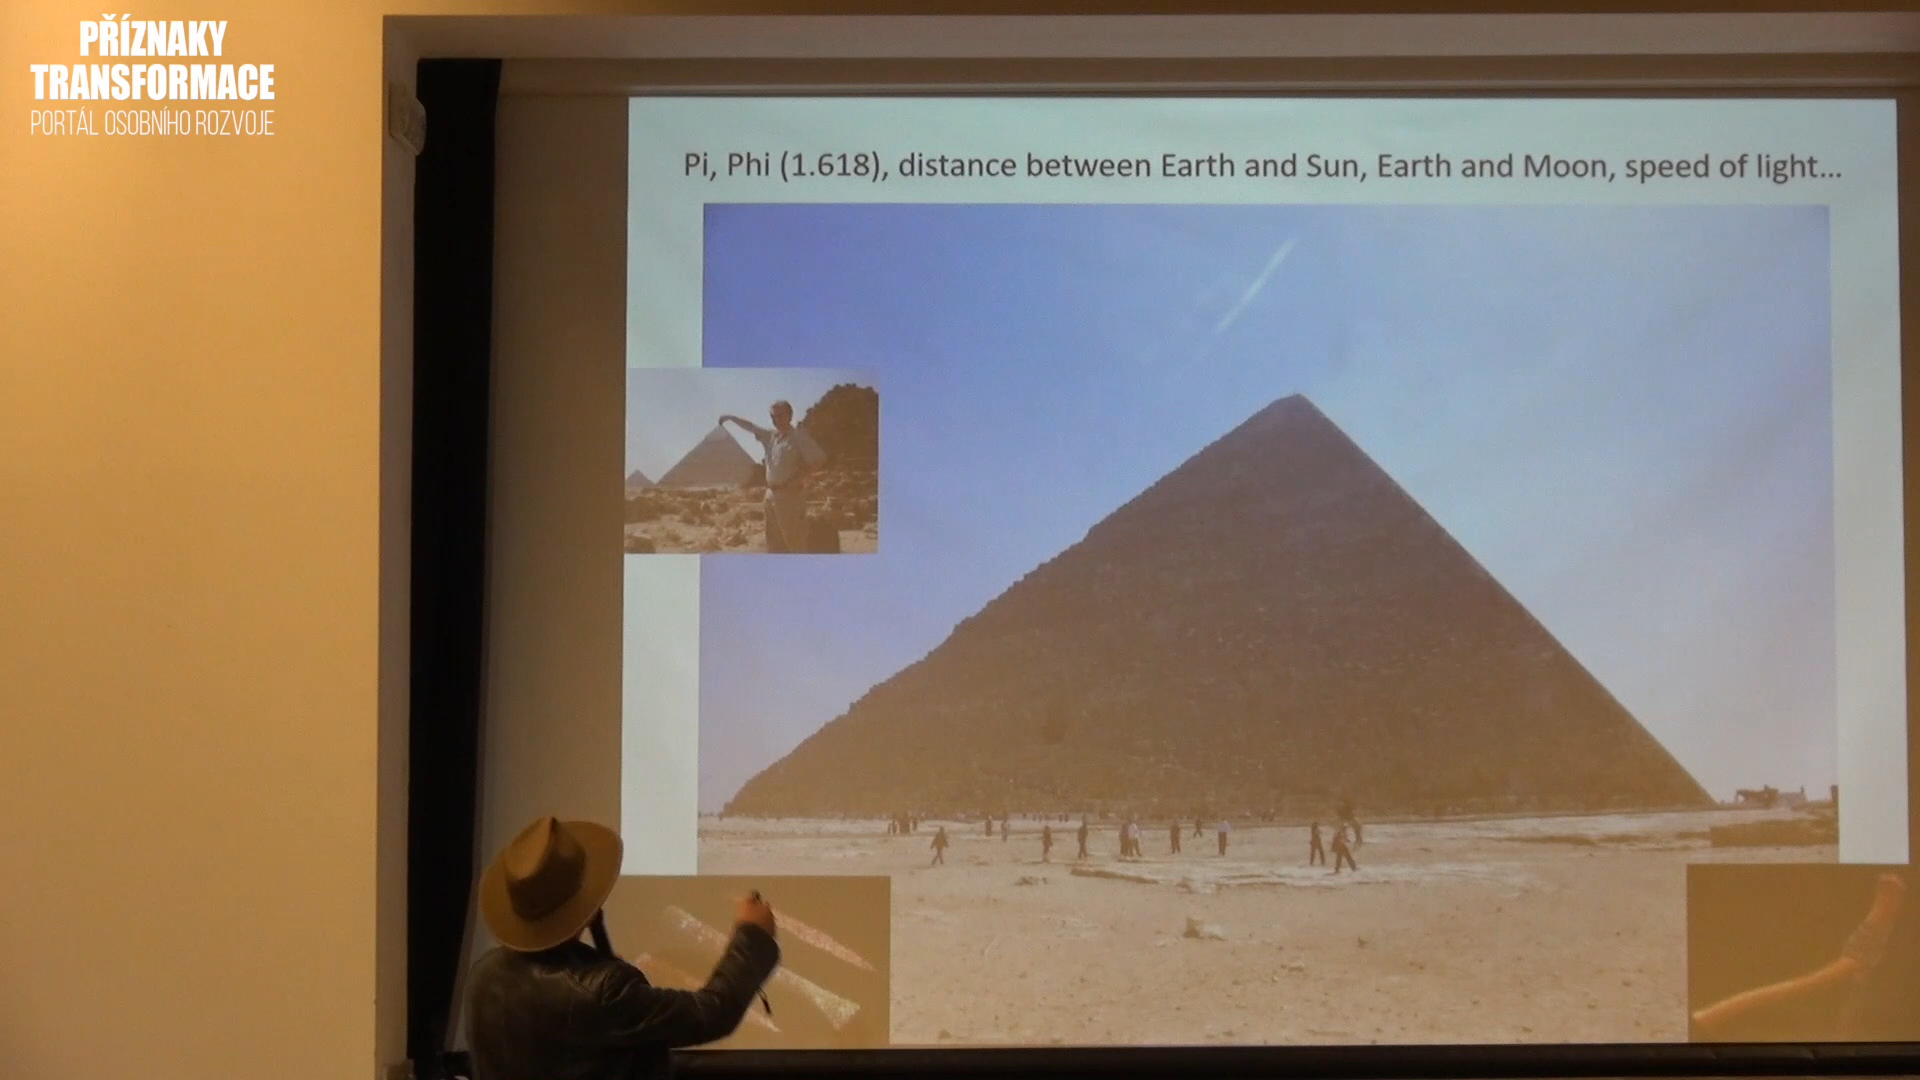 PŘÍZNAKY
TRANSFORMACE
PORTÁL OSOBNÍHO ROZVOJE
Pi, Phi (1.618), distance between Earth and Sun, Earth and Moon, speed of light...